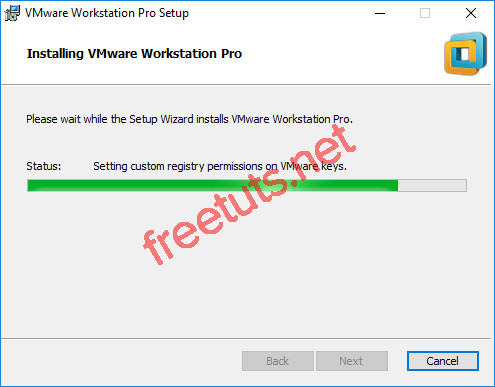 VMware Workstation Pro Setup
Installing VMware Workstation Pro
Please wait while the Setup Wizard installs VMware Workstation Pro.
Status: Setting custom registry permissions on VMware keys.
freetuts.net
Back Next Cancel